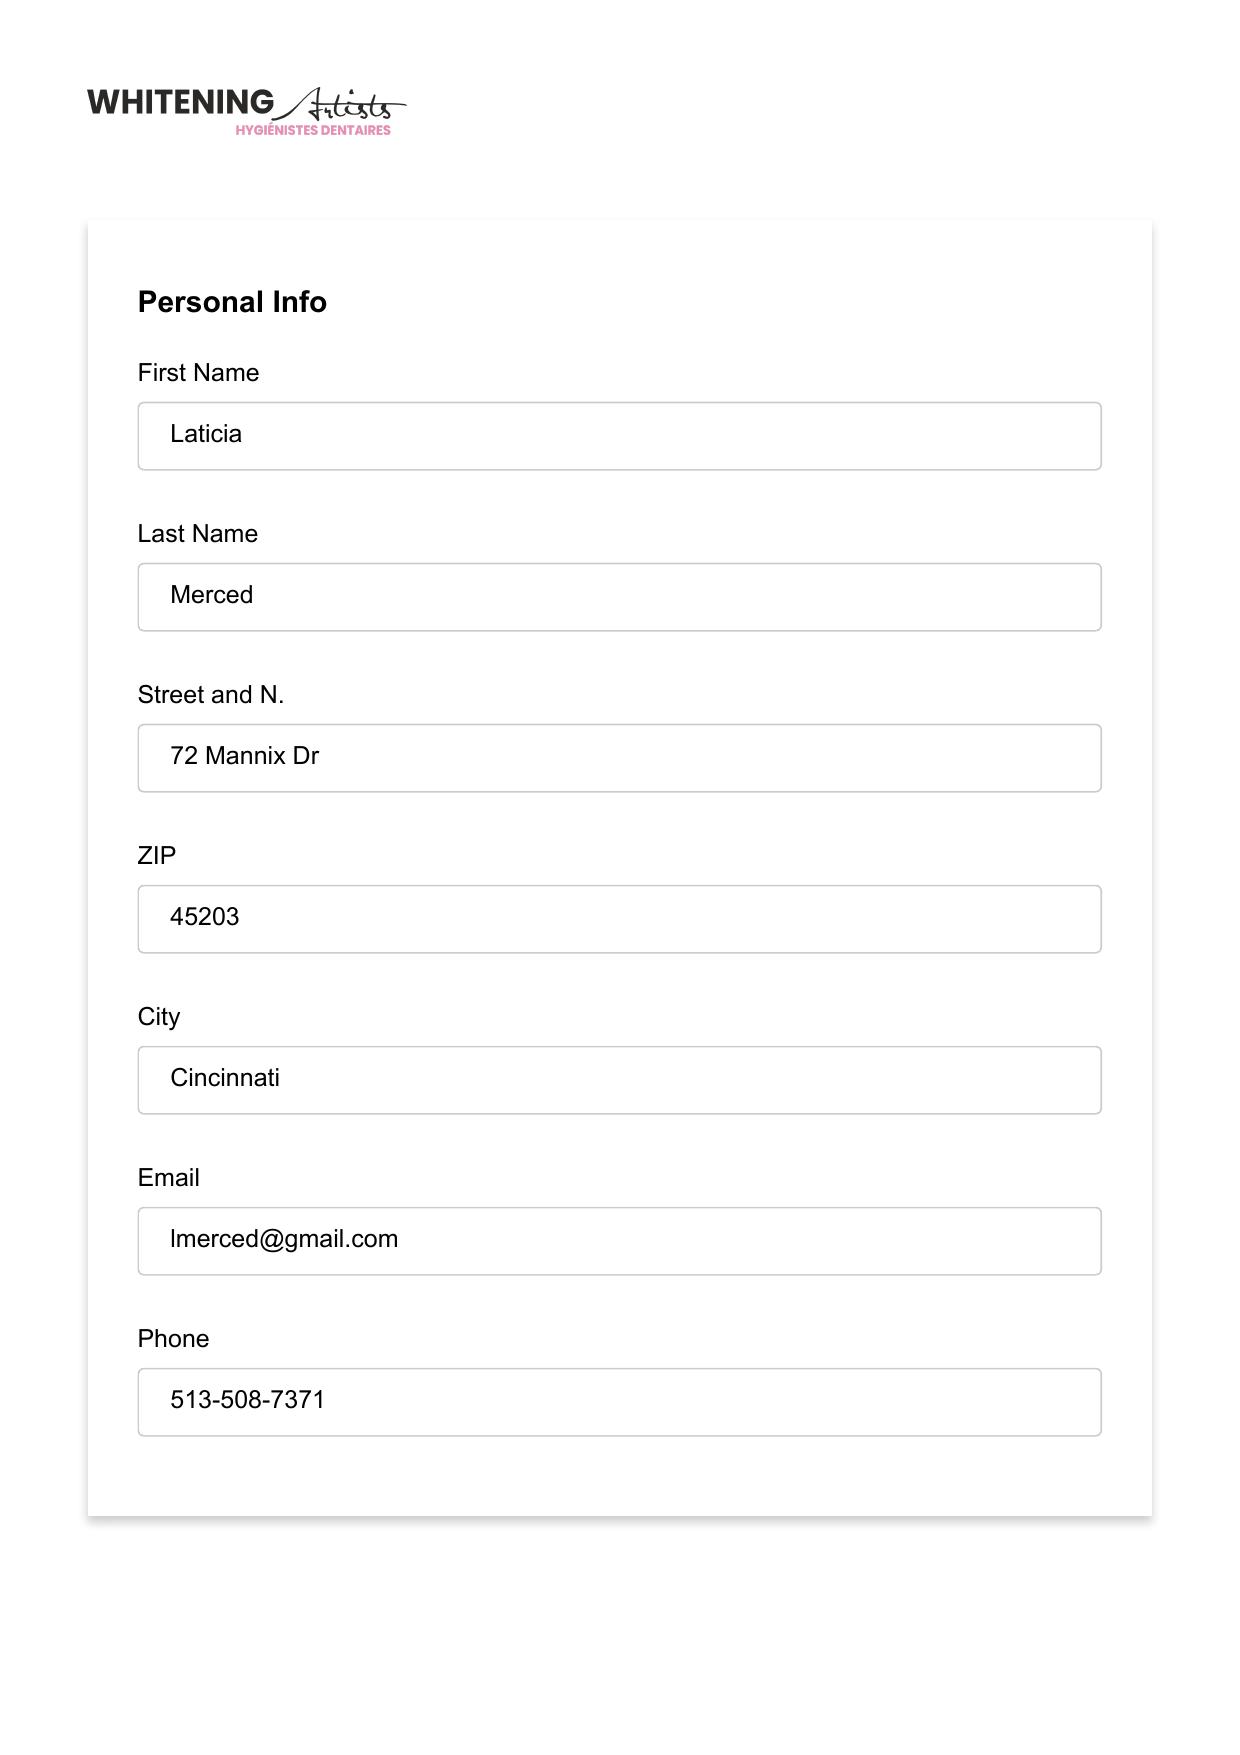 WHITENING Artists
HYGIÉNISTES DENTAIRES
Personal Info
First Name
Laticia
Last Name
Merced
Street and N.
72 Mannix Dr
ZIP
45203
City
Cincinnati
Email
lmerced@gmail.com
Phone
513-508-7371